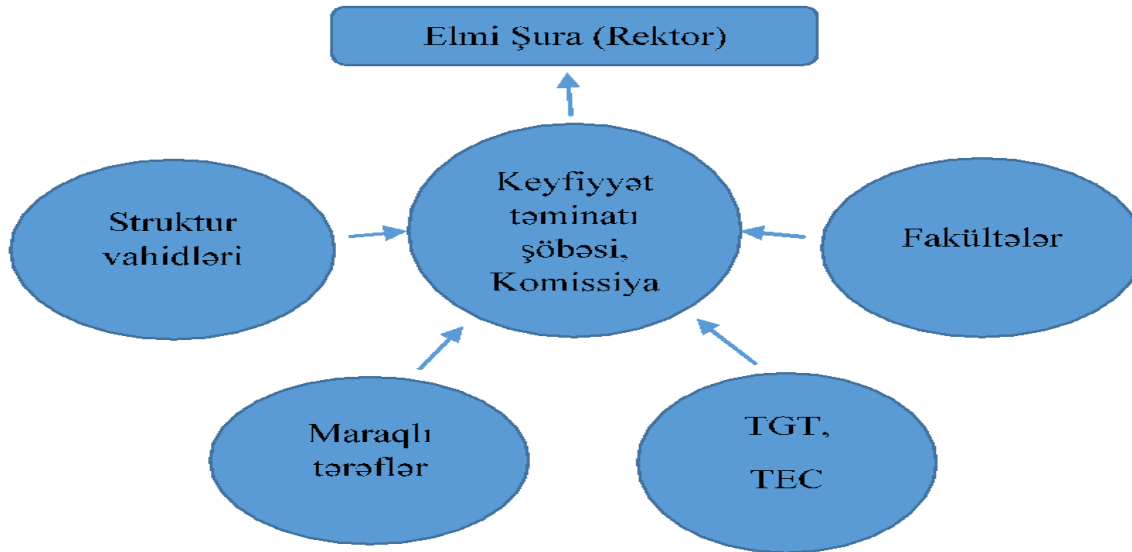 Elmi Şura (Rektor)
Keyfiyyət
təminatı
şöbəsi,
Komissiya
Struktur
vahidləri
Fakültələr
Maraqlı
tərəflər
TGT,
TEC